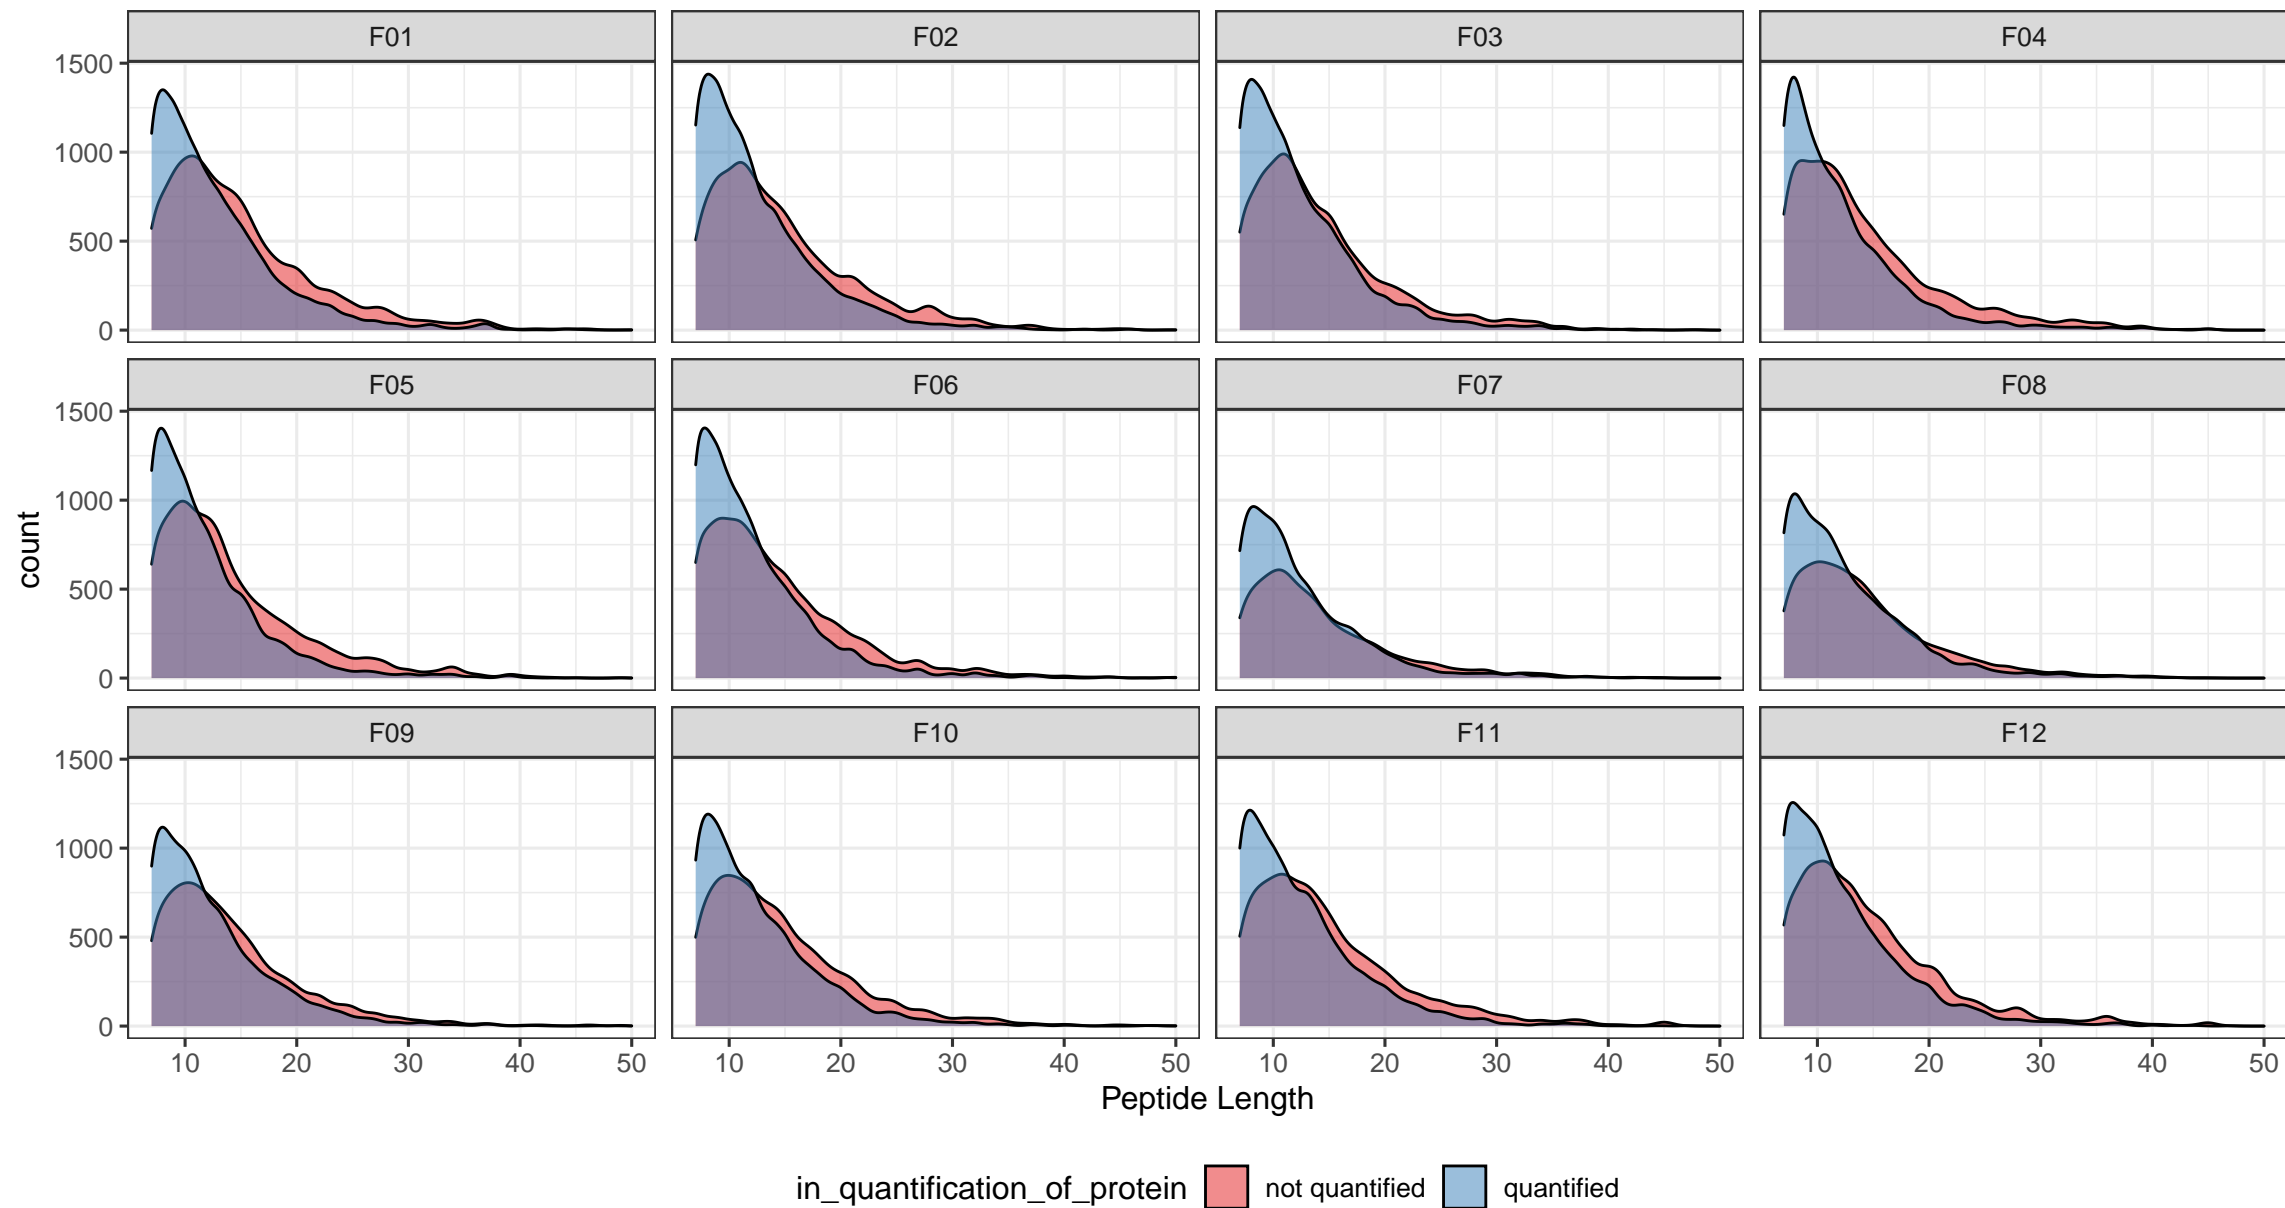 F01 F02 F03 F04
1500
1000
500
0
F05 F06 F07 F08
1500
1000
500
0
count
F09 F10 F11 F12
1500
1000
500
0
10 20 30 40 50 10 20 30 40 50 10 20 30 40 50 10 20 30 40 50
Peptide Length
in_quantification_of_protein not quantified quantified